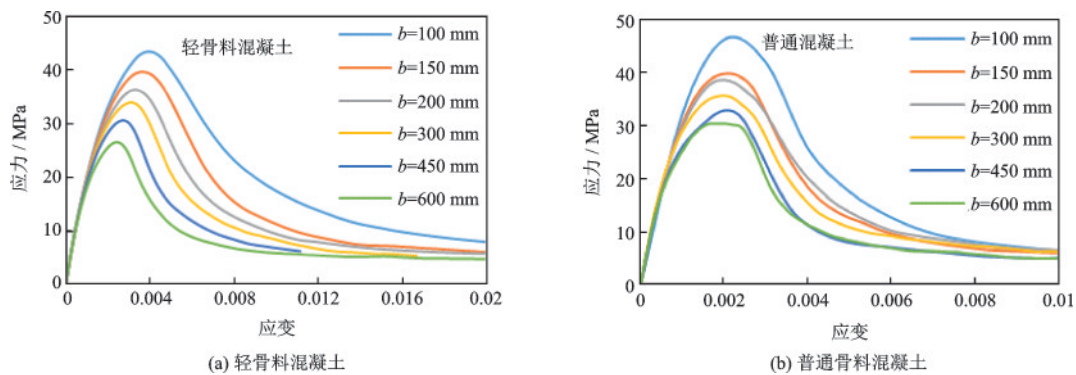 50
40
30
20
10
0
应力 / MPa
轻骨料混凝土
b=100 mm
b=150 mm
b=200 mm
b=300 mm
b=450 mm
b=600 mm
0 0.004 0.008 0.012 0.016 0.02
应变
(a) 轻骨料混凝土
50
40
30
20
10
0
应力 / MPa
普通混凝土
b=100 mm
b=150 mm
b=200 mm
b=300 mm
b=450 mm
b=600 mm
0 0.002 0.004 0.006 0.008 0.01
应变
(b) 普通骨料混凝土